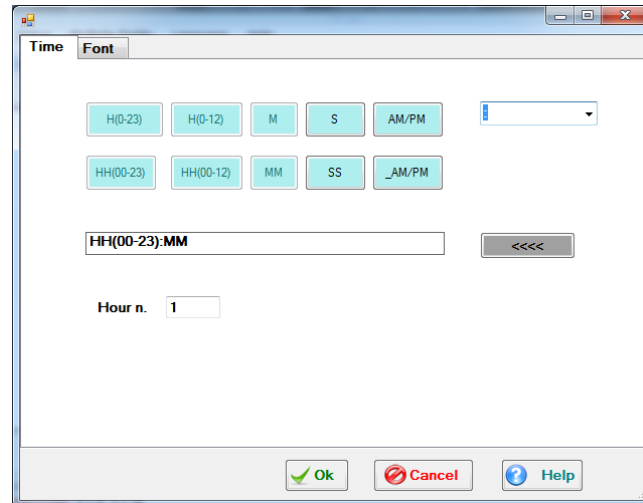 Time Font
H(0-23) H(0-12) M S AM/PM :
HH(00-23) HH(00-12) MM SS _AM/PM
HH(00-23):MM <<<<
Hour n. 1
Ok Cancel ? Help